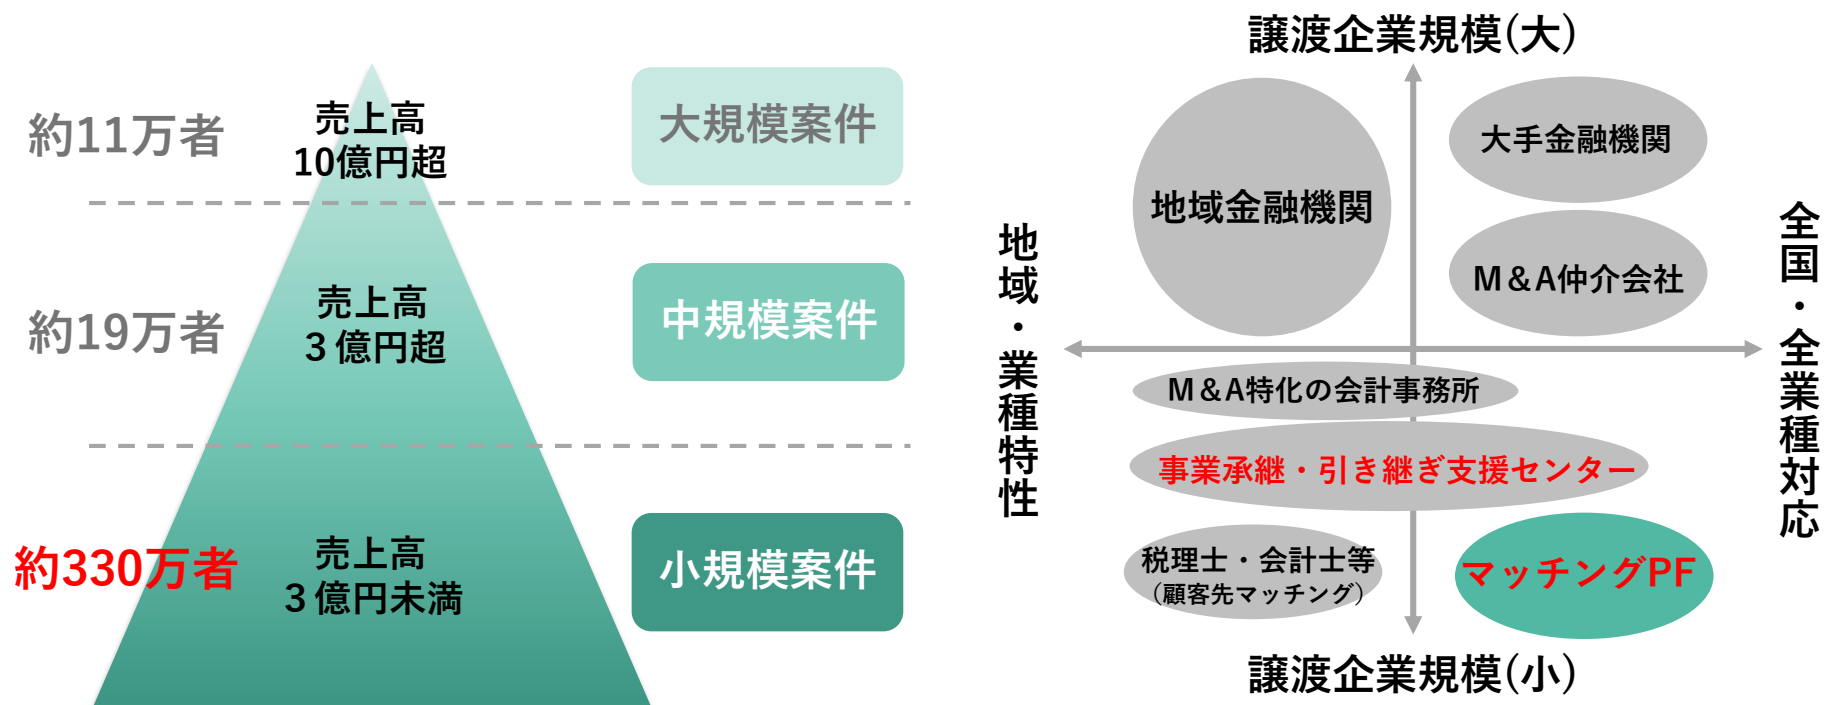 約11万者
売上高
10億円超
大規模案件
約19万者
売上高
３億円超
中規模案件
約330万者
売上高
３億円未満
小規模案件
譲渡企業規模(大)
地域金融機関
大手金融機関
M＆A仲介会社
地域・業種特性
全国・全業種対応
M＆A特化の会計事務所
事業承継・引き継ぎ支援センター
税理士・会計士等
（顧客先マッチング）
マッチングPF
譲渡企業規模(小)